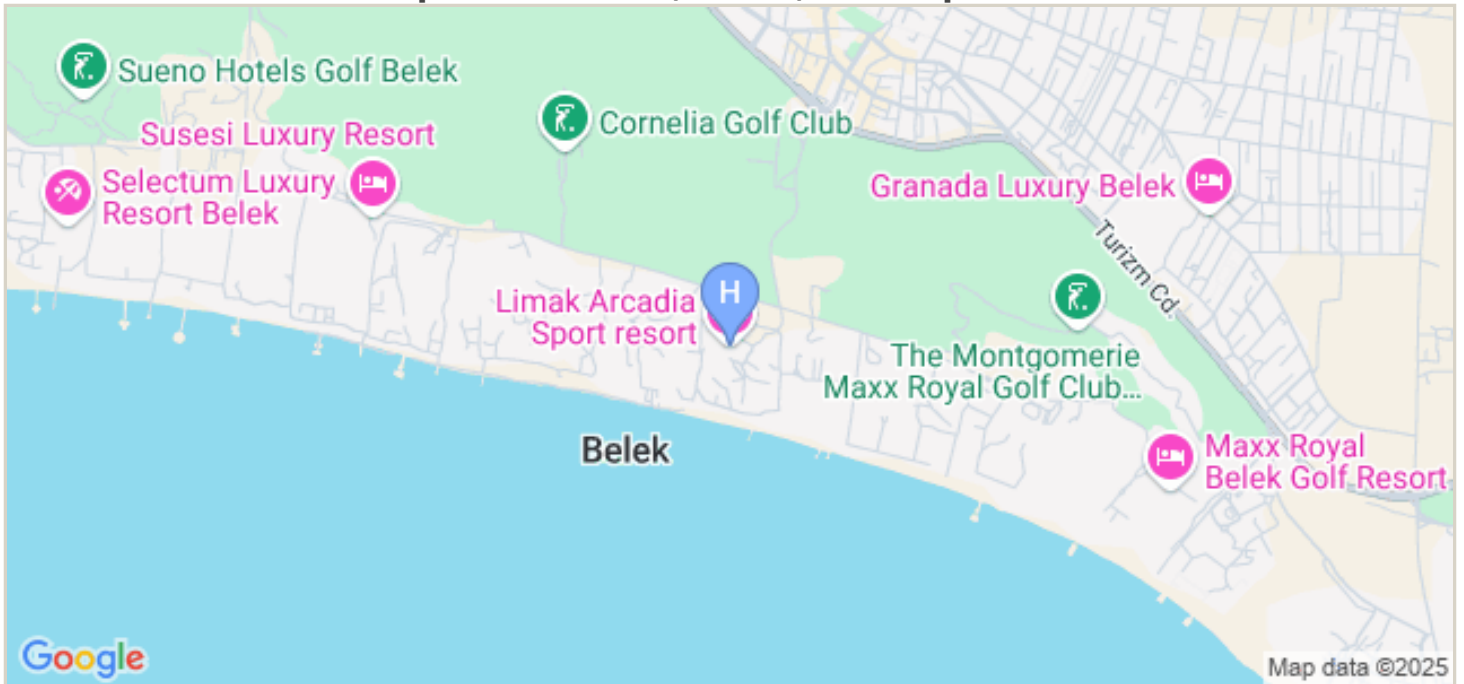 Sueno Hotels Golf Belek
Susesi Luxury Resort
Cornelia Golf Club
Selectum Luxury
Resort Belek
Granada Luxury Belek
Turizm Cd.
H
Limak Arcadia
Sport resort
The Montgomerie
Maxx Royal Golf Club...
Belek
Maxx Royal
Belek Golf Resort
Google
Map data ©2025